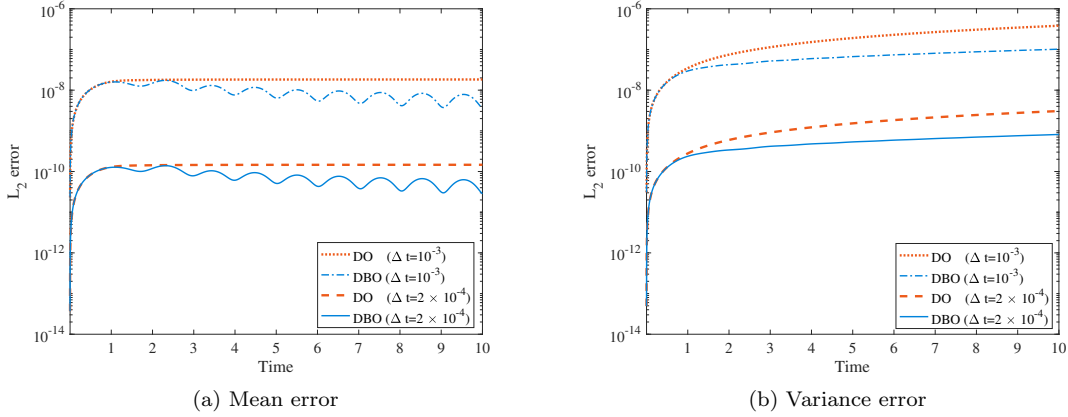 10^-6
10^-8
10^-10
10^-12
10^-14
L_2 error
1 2 3 4 5 6 7 8 9 10
Time
DO (Δ t=10^-3)
DBO (Δ t=10^-3)
DO (Δ t=2 × 10^-4)
DBO (Δ t=2 × 10^-4)
(a) Mean error
10^-6
10^-8
10^-10
10^-12
10^-14
L_2 error
1 2 3 4 5 6 7 8 9 10
Time
DO (Δ t=10^-3)
DBO (Δ t=10^-3)
DO (Δ t=2 × 10^-4)
DBO (Δ t=2 × 10^-4)
(b) Variance error